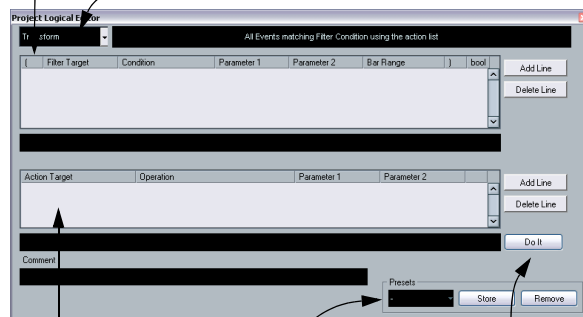 Project Logical Editor
Tr sform
All Events matching Filter Condition using the action list
( Filter Target Condition Parameter 1 Parameter 2 Bar Range ) bool
Add Line
Delete Line
Action Target Operation Parameter 1 Parameter 2
Add Line
Delete Line
Do It
Comment
Presets
- Store Remove